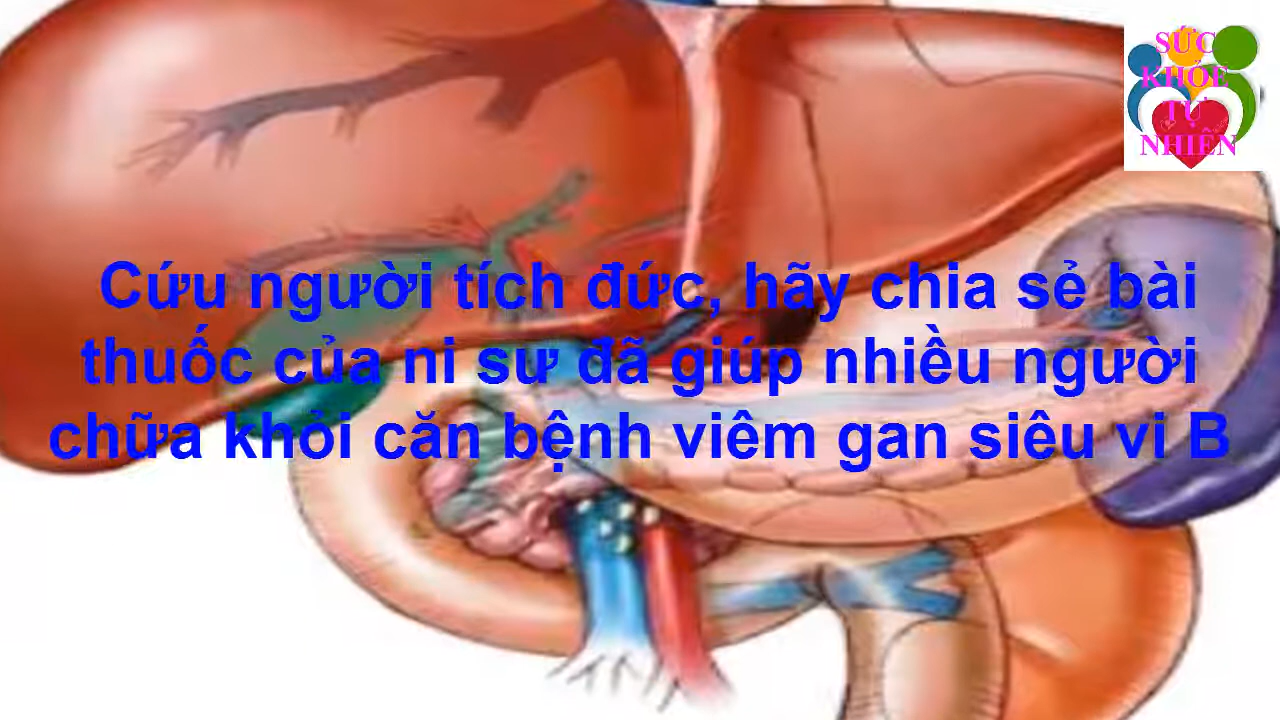 SỨC
KHỎE
TỰ
NHIÊN
Cứu người tích đức, hãy chia sẻ bài
thuốc của ni sư đã giúp nhiều người
chữa khỏi căn bệnh viêm gan siêu vi B